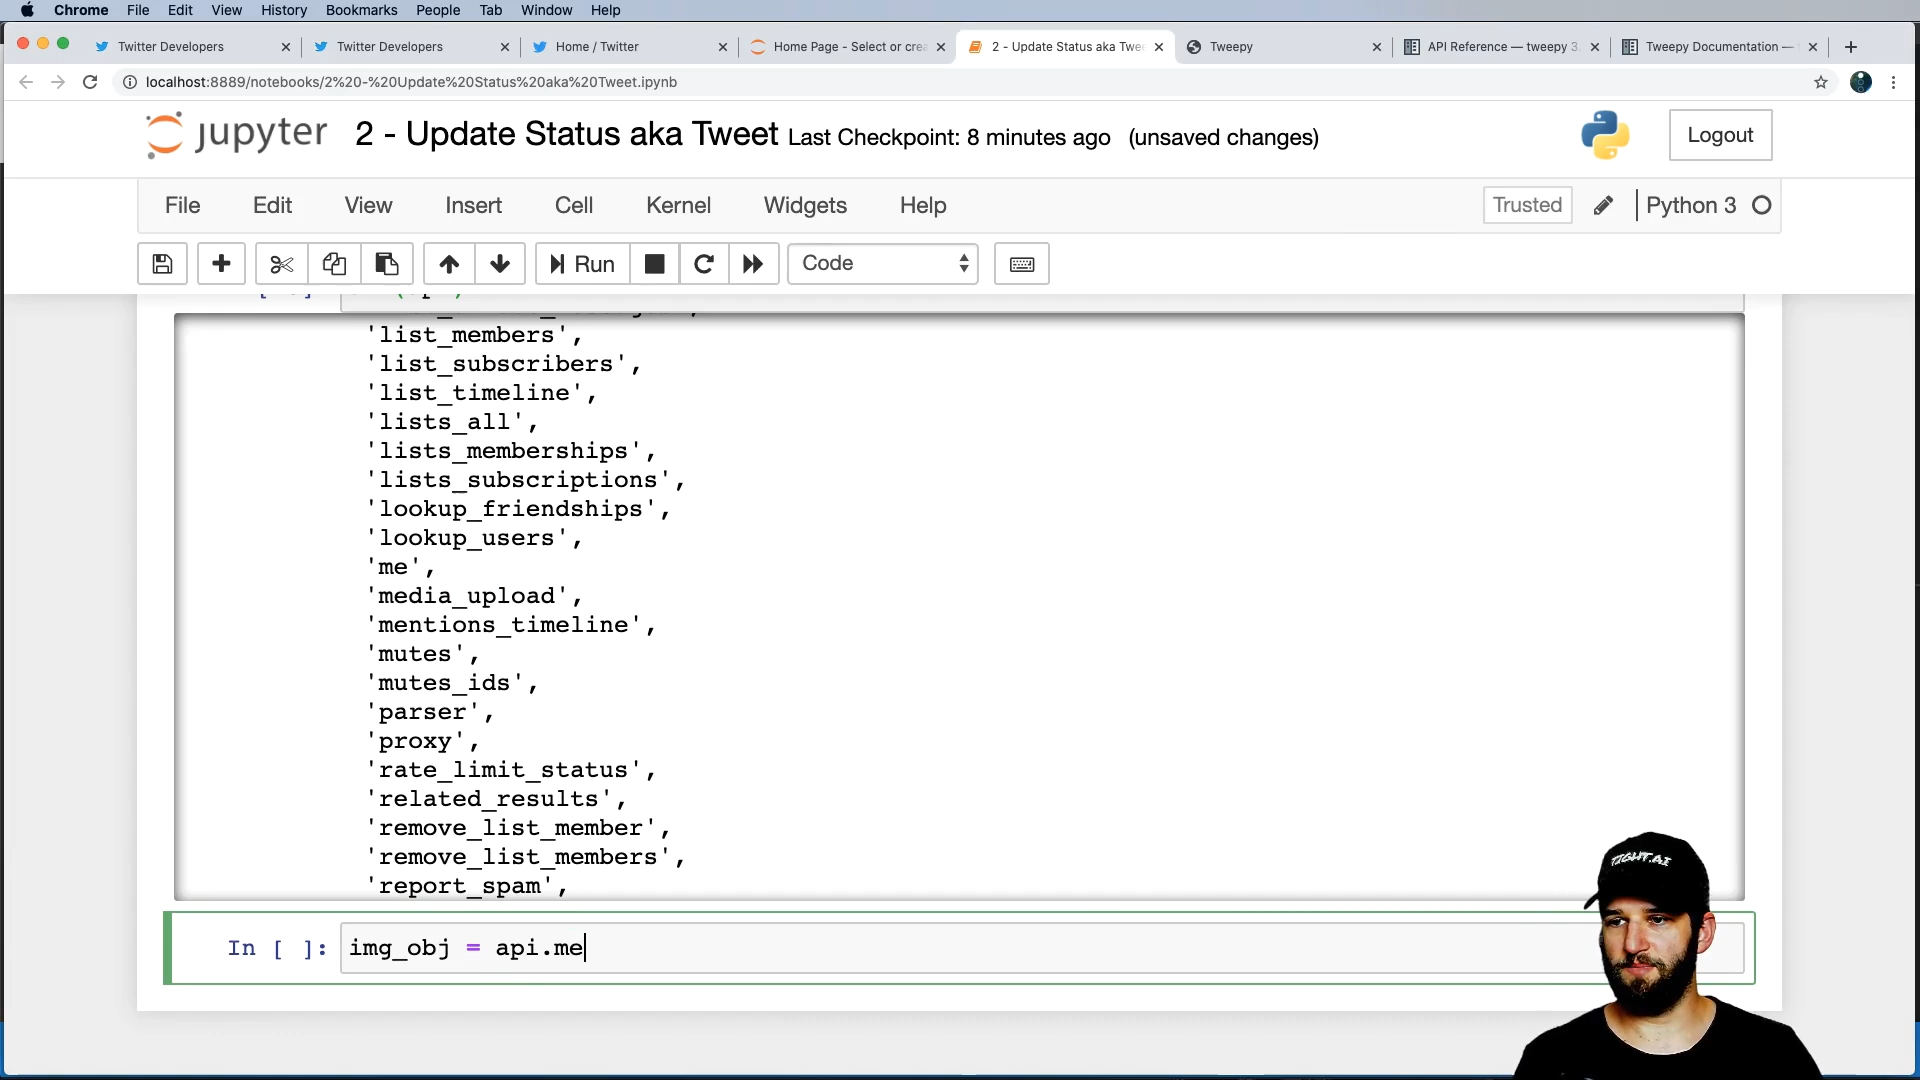 Chrome File Edit View History Bookmarks People Tab Window Help
Twitter Developers Twitter Developers Home / Twitter Home Page - Select or crea 2 - Update Status aka Twee Tweepy API Reference — tweepy 3. Tweepy Documentation —
localhost:8889/notebooks/2%20-%20Update%20Status%20aka%20Tweet.ipynb
jupyter 2 - Update Status aka Tweet Last Checkpoint: 8 minutes ago (unsaved changes) Logout
File Edit View Insert Cell Kernel Widgets Help Trusted Python 3
Run Code
'list_members',
'list_subscribers',
'list_timeline',
'lists_all',
'lists_memberships',
'lists_subscriptions',
'lookup_friendships',
'lookup_users',
'me',
'media_upload',
'mentions_timeline',
'mutes',
'mutes_ids',
'parser',
'proxy',
'rate_limit_status',
'related_results',
'remove_list_member',
'remove_list_members',
'report_spam',
TIGHT.AI
In [ ]: img_obj = api.me